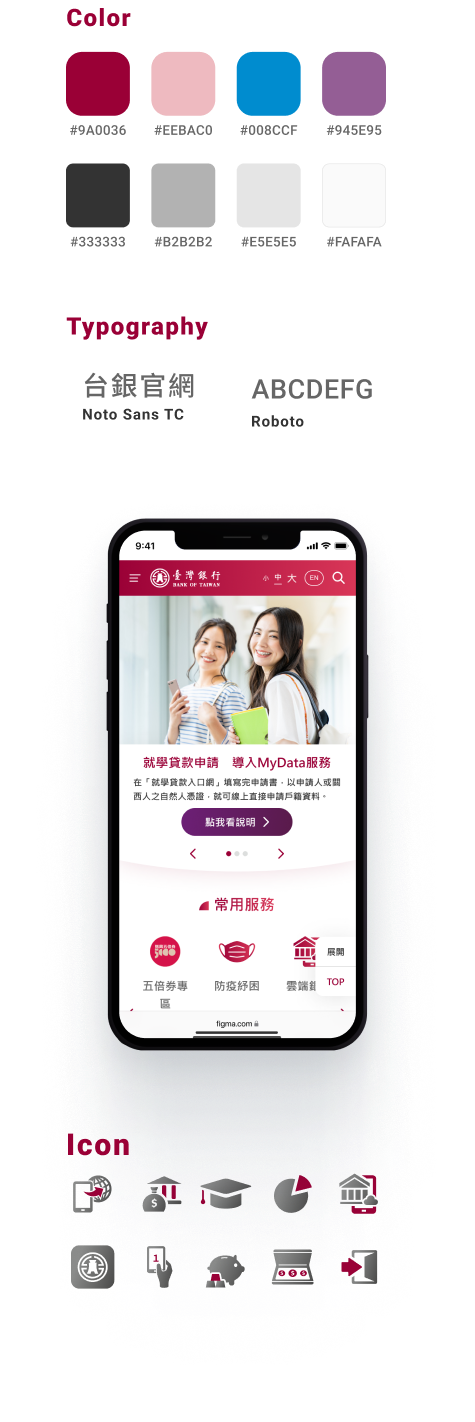 Color
#9A0036 #EEBAC0 #008CCF #945E95
#333333 #B2B2B2 #E5E5E5 #FAFAFA
Typography
台銀官網
Noto Sans TC
ABCDEFG
Roboto
9:41
臺灣銀行
BANK OF TAIWAN
小 中 大 EN
就學貸款申請 導入MyData服務
在「就學貸款入口網」填寫完申請書，以申請人或關
西人之自然人憑證，就可線上直接申請戶籍資料。
點我看說明
常用服務
展開
TOP
五倍券專
區
防疫紓困
雲端
figma.com
Icon
$
1
$ $ $